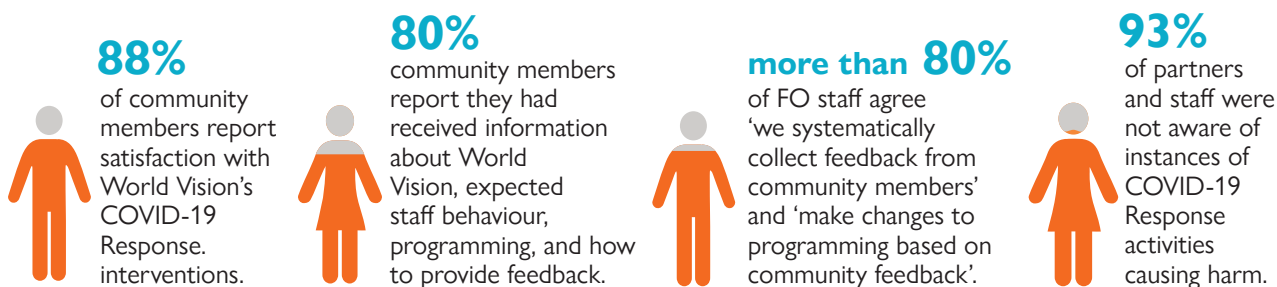 88%
of community
members report
satisfaction with
World Vision's
COVID-19
Response.
interventions.
80%
community members
report they had
received information
about World
Vision, expected
staff behaviour,
programming, and how
to provide feedback.
more than 80%
of FO staff agree
‘we systematically
collect feedback from
community members’
and ‘make changes to
programming based on
community feedback’.
93%
of partners
and staff were
not aware of
instances of
COVID-19
Response
activities
causing harm.